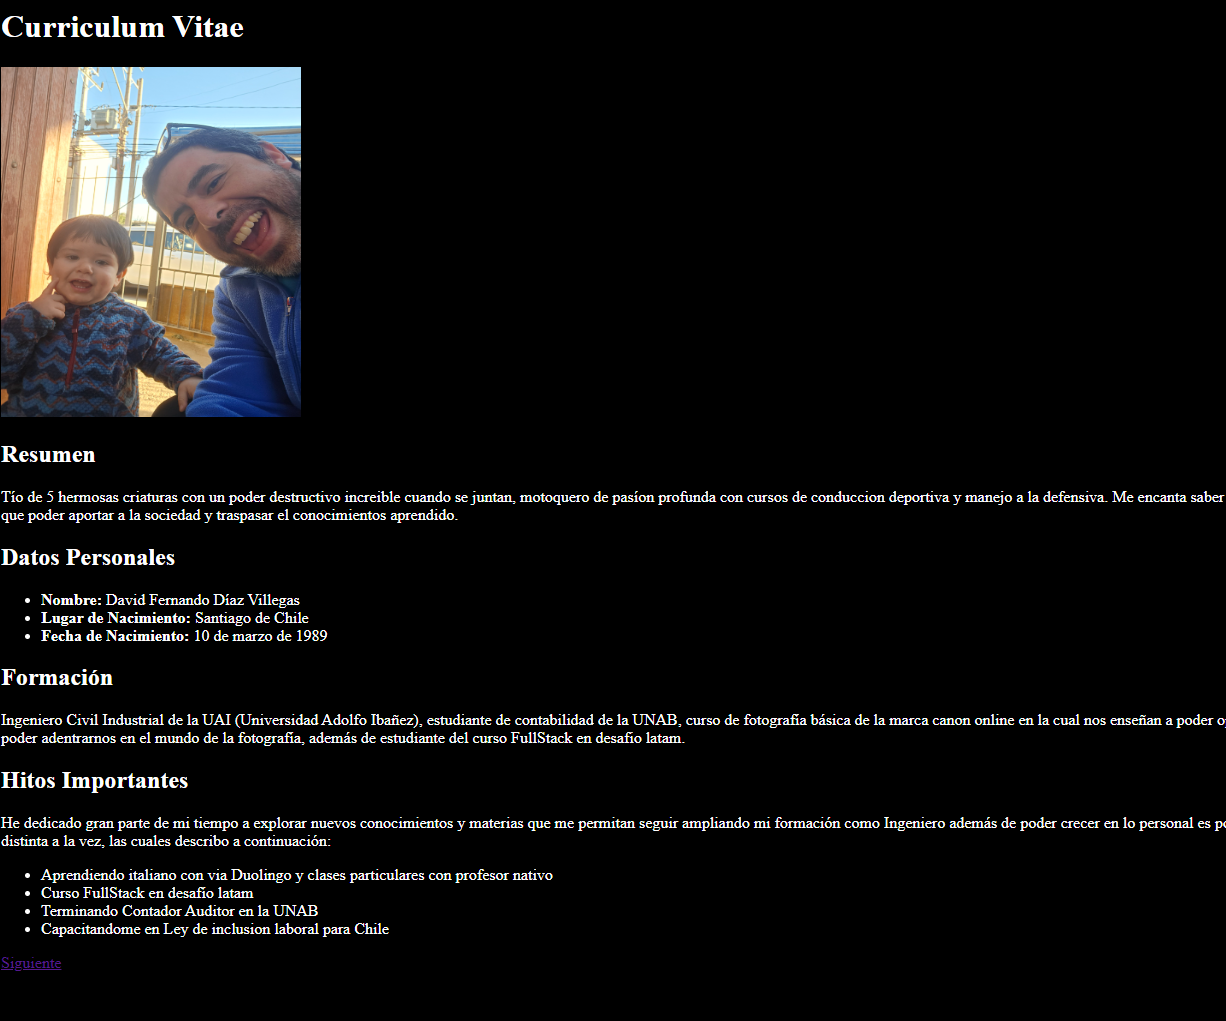 Curriculum Vitae
Resumen
Tío de 5 hermosas criaturas con un poder destructivo increible cuando se juntan, motoquero de pasíon profunda con cursos de conduccion deportiva y manejo a la defensiva. Me encanta saber
que poder aportar a la sociedad y traspasar el conocimientos aprendido.
Datos Personales
• Nombre: David Fernando Díaz Villegas
• Lugar de Nacimiento: Santiago de Chile
• Fecha de Nacimiento: 10 de marzo de 1989
Formación
Ingeniero Civil Industrial de la UAI (Universidad Adolfo Ibañez), estudiante de contabilidad de la UNAB, curso de fotografía básica de la marca canon online en la cual nos enseñan a poder
poder adentrarnos en el mundo de la fotografía, además de estudiante del curso FullStack en desafío latam.
Hitos Importantes
He dedicado gran parte de mi tiempo a explorar nuevos conocimientos y materias que me permitan seguir ampliando mi formación como Ingeniero además de poder crecer en lo personal es
distinta a la vez, las cuales describo a continuación:
• Aprendiendo italiano con via Duolingo y clases particulares con profesor nativo
• Curso FullStack en desafío latam
• Terminando Contador Auditor en la UNAB
• Capacitandome en Ley de inclusion laboral para Chile
Siguiente